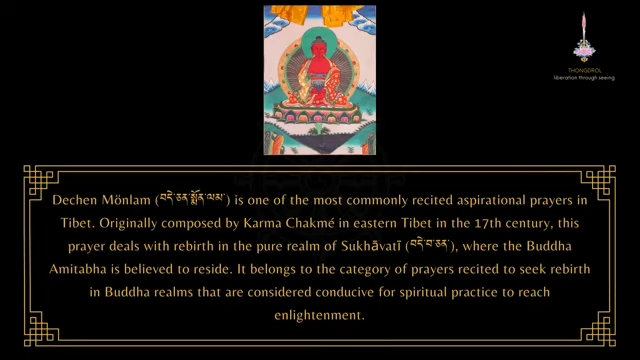 THONGDROL
liberation through seeing
Dechen Mönlam (བདེ་ཅན་སྨོན་ལམ་) is one of the most commonly recited aspirational prayers in
Tibet. Originally composed by Karma Chakmé in eastern Tibet in the 17th century, this
prayer deals with rebirth in the pure realm of Sukhāvatī (བདེ་བ་ཅན་), where the Buddha
Amitabha is believed to reside. It belongs to the category of prayers recited to seek rebirth
in Buddha realms that are considered conducive for spiritual practice to reach
enlightenment.